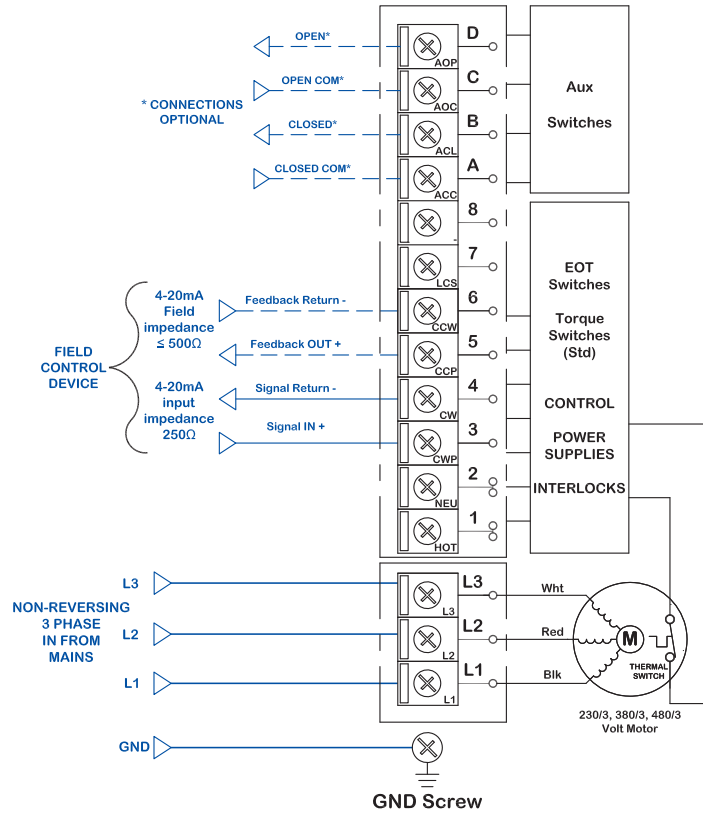 OPEN*
D
AOP
OPEN COM*
C
AOC
* CONNECTIONS
OPTIONAL
CLOSED*
B
ACL
CLOSED COM*
A
ACC
Aux
Switches
8
-
7
LCS
4-20mA
Field
impedance
≤ 500Ω
Feedback Return -
6
CCW
Feedback OUT +
5
CCP
FIELD
CONTROL
DEVICE
4-20mA
input
impedance
250Ω
Signal Return -
4
CW
Signal IN +
3
CWP
2
NEU
1
HOT
EOT
Switches
Torque
Switches
(Std)
CONTROL
POWER
SUPPLIES
INTERLOCKS
NON-REVERSING
3 PHASE
IN FROM
MAINS
L3
L3
L3
Wht
L2
L2
L2
Red
L1
L1
L1
Blk
M
THERMAL
SWITCH
230/3, 380/3, 480/3
Volt Motor
GND
GND Screw